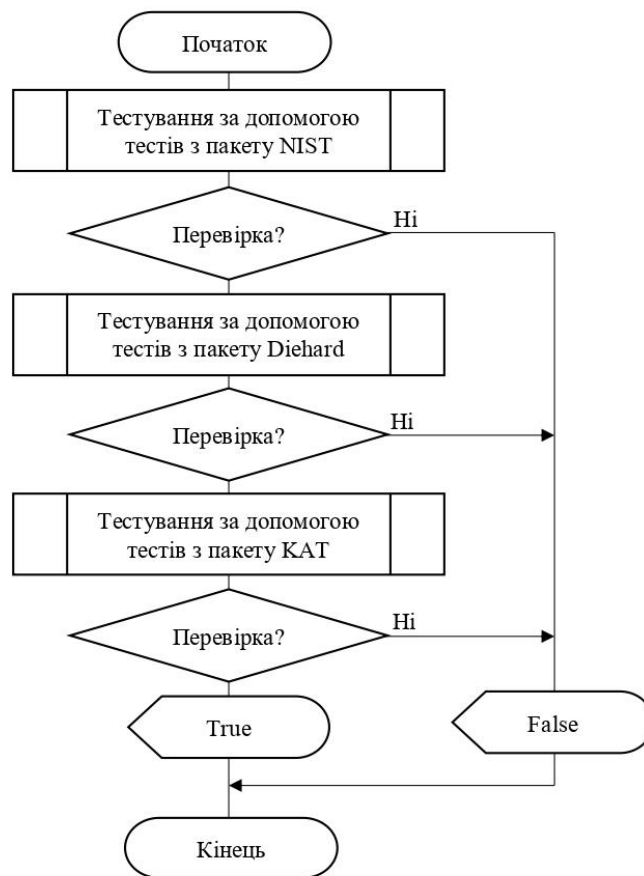 Початок
Тестування за допомогою
тестів з пакету NIST
Ні
Перевірка?
Тестування за допомогою
тестів з пакету Diehard
Ні
Перевірка?
Тестування за допомогою
тестів з пакету KAT
Ні
Перевірка?
True
False
Кінець